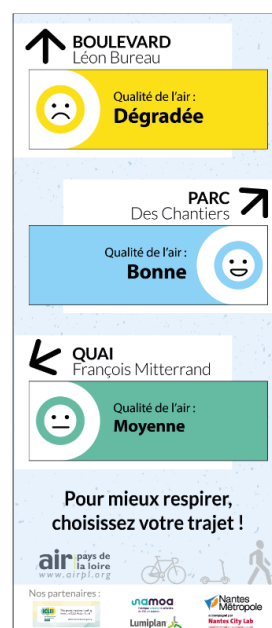 BOULEVARD
Léon Bureau
Qualité de l'air :
Dégradée
PARC
Des Chantiers
Qualité de l'air :
Bonne
QUAI
François Mitterrand
Qualité de l'air :
Moyenne
Pour mieux respirer,
choisissez votre trajet !
air pays de
la loire
www.airpl.org
Nos partenaires :
samoa
Nantes
Métropole
Nantes City Lab
Lumiplan